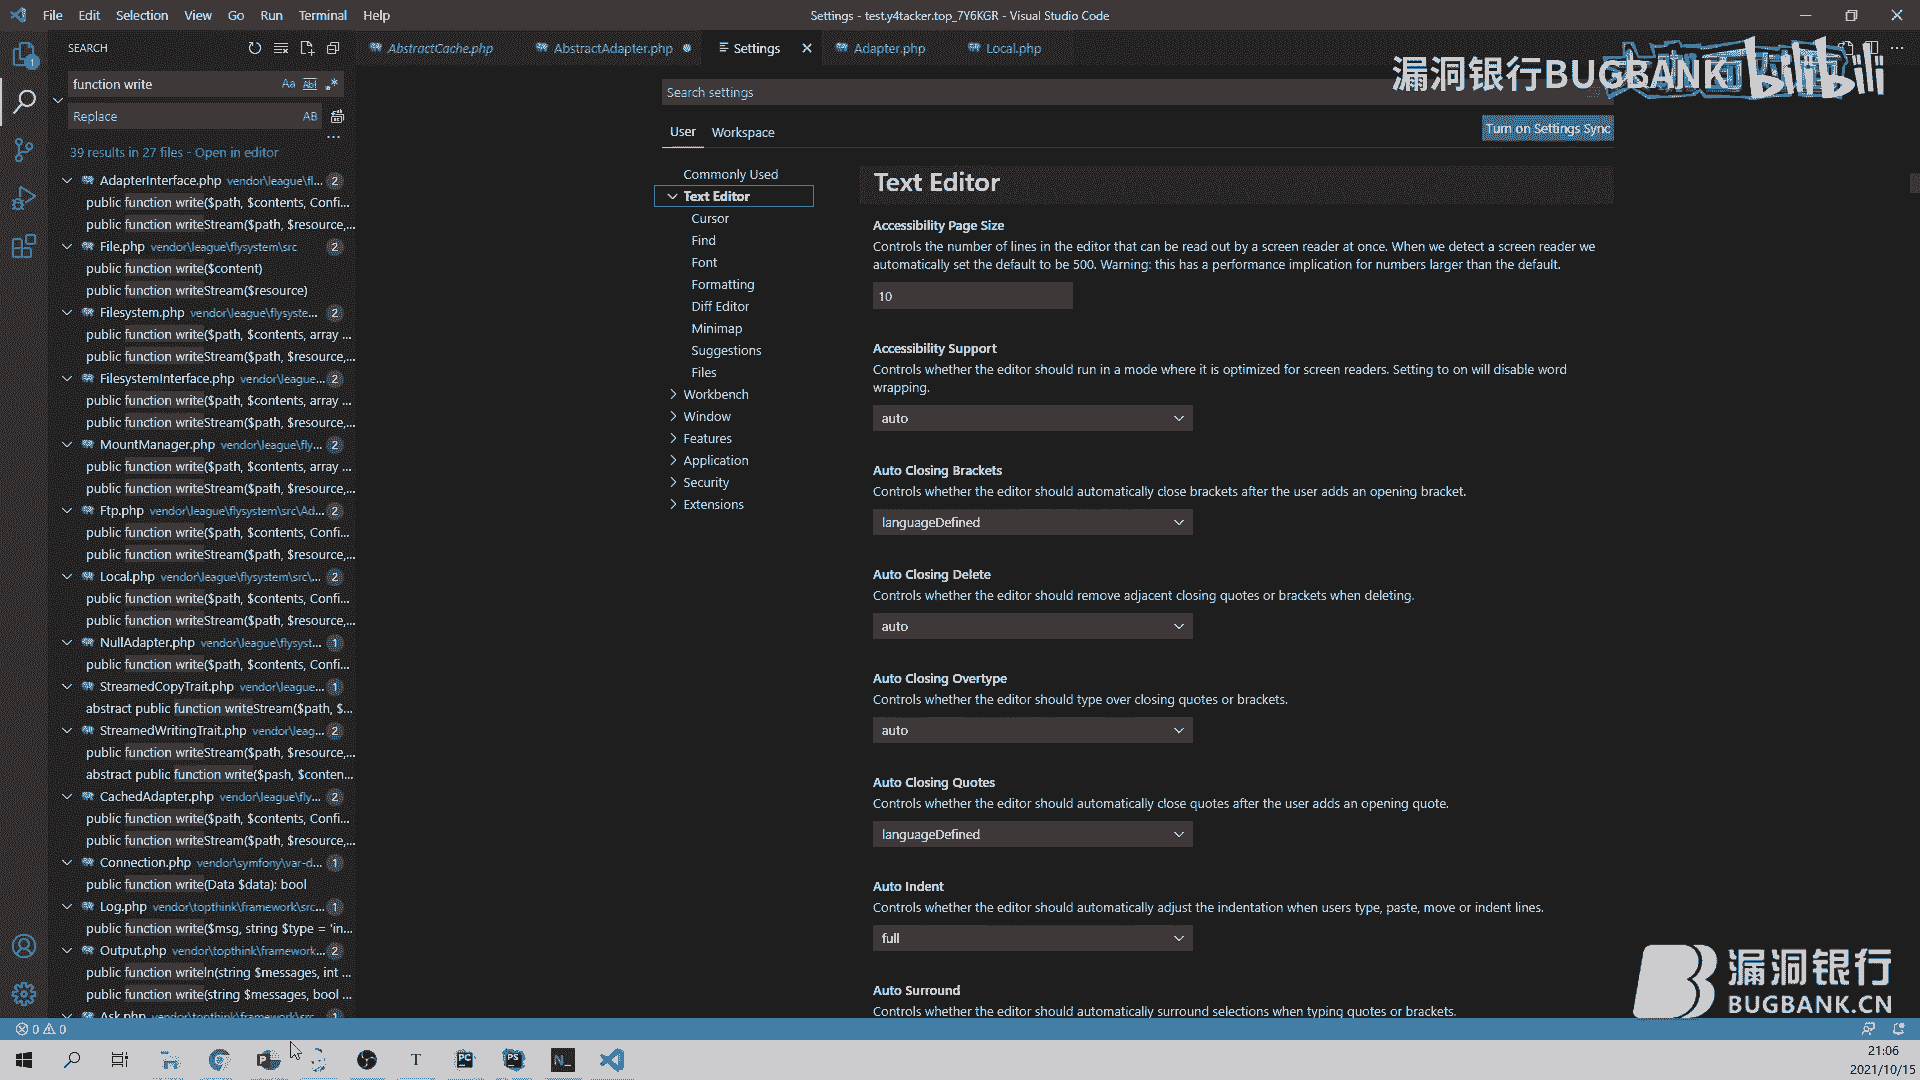 File Edit Selection View Go Run Terminal Help
Settings - test.y4tacker.top_7Y6KGR - Visual Studio Code
SEARCH
function write
Aa
Replace
AB
39 results in 27 files - Open in editor
AdapterInterface.php vendor\league\fl... 2
public function write($path, $contents, Confi...
public function writeStream($path, $resource,...
File.php vendor\league\flysystem\src 2
public function write($content)
public function writeStream($resource)
Filesystem.php vendor\league\flysyste... 2
public function write($path, $contents, array ...
public function writeStream($path, $resource,...
FilesystemInterface.php vendor\league... 2
public function write($path, $contents, array ...
public function writeStream($path, $resource,...
MountManager.php vendor\league\fly... 2
public function write($path, $contents, array ...
public function writeStream($path, $resource,...
Ftp.php vendor\league\flysystem\src\Ad... 2
public function write($path, $contents, Confi...
public function writeStream($path, $resource,...
Local.php vendor\league\flysystem\src\... 2
public function write($path, $contents, Confi...
public function writeStream($path, $resource,...
NullAdapter.php vendor\league\flysyst... 1
public function write($path, $contents, Confi...
StreamedCopyTrait.php vendor\league... 1
abstract public function writeStream($path, $...
StreamedWritingTrait.php vendor\leag... 2
public function writeStream($path, $resource,...
abstract public function write($pash, $conten...
CachedAdapter.php vendor\league\fly... 2
public function write($path, $contents, Confi...
public function writeStream($path, $resource,...
Connection.php vendor\symfony\var-d... 1
public function write(Data $data): bool
Log.php vendor\topthink\framework\src... 1
public function write($msg, string $type = 'in...
Output.php vendor\topthink\framework... 2
public function writeln(string $messages, int ...
public function write(string $messages, bool ...
Ask.php vendor\topthink\framework\src... 1
AbstractCache.php AbstractAdapter.php Settings Adapter.php Local.php
漏洞银行BUGBANK bilibili
Search settings
User Workspace
Turn on Settings Sync
Commonly Used
Text Editor
Cursor
Find
Font
Formatting
Diff Editor
Minimap
Suggestions
Files
Workbench
Window
Features
Application
Security
Extensions
Text Editor
Accessibility Page Size
Controls the number of lines in the editor that can be read out by a screen reader at once. When we detect a screen reader we
automatically set the default to be 500. Warning: this has a performance implication for numbers larger than the default.
10
Accessibility Support
Controls whether the editor should run in a mode where it is optimized for screen readers. Setting to on will disable word
wrapping.
auto
Auto Closing Brackets
Controls whether the editor should automatically close brackets after the user adds an opening bracket.
languageDefined
Auto Closing Delete
Controls whether the editor should remove adjacent closing quotes or brackets when deleting.
auto
Auto Closing Overtype
Controls whether the editor should type over closing quotes or brackets.
auto
Auto Closing Quotes
Controls whether the editor should automatically close quotes after the user adds an opening quote.
languageDefined
Auto Indent
Controls whether the editor should automatically adjust the indentation when users type, paste, move or indent lines.
full
Auto Surround
Controls whether the editor should automatically surround selections when typing quotes or brackets.
漏洞银行
BUGBANK.CN
0 0
21:06
2021/10/15